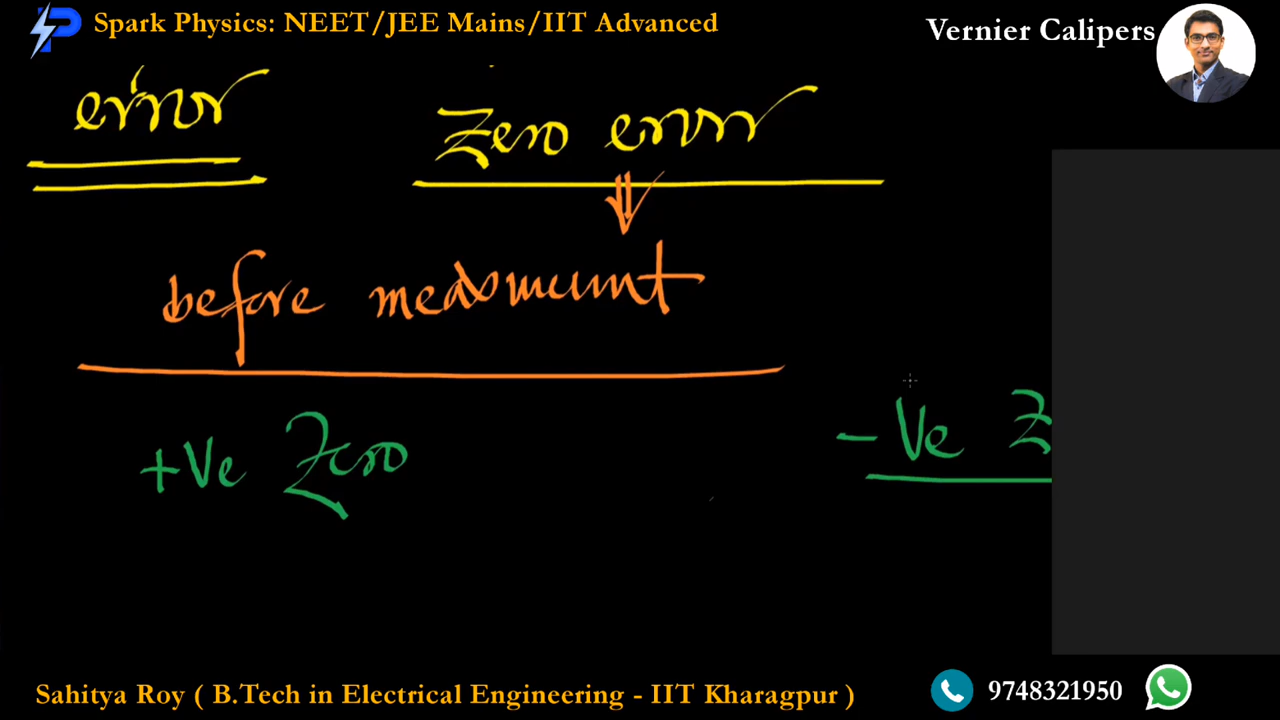 Spark Physics: NEET/JEE Mains/IIT Advanced
Vernier Calipers
error
Zero error
before
+Ve Zero
-Ve Z
Sahitya Roy ( B.Tech in Electrical Engineering - IIT Kharagpur )
9748321950